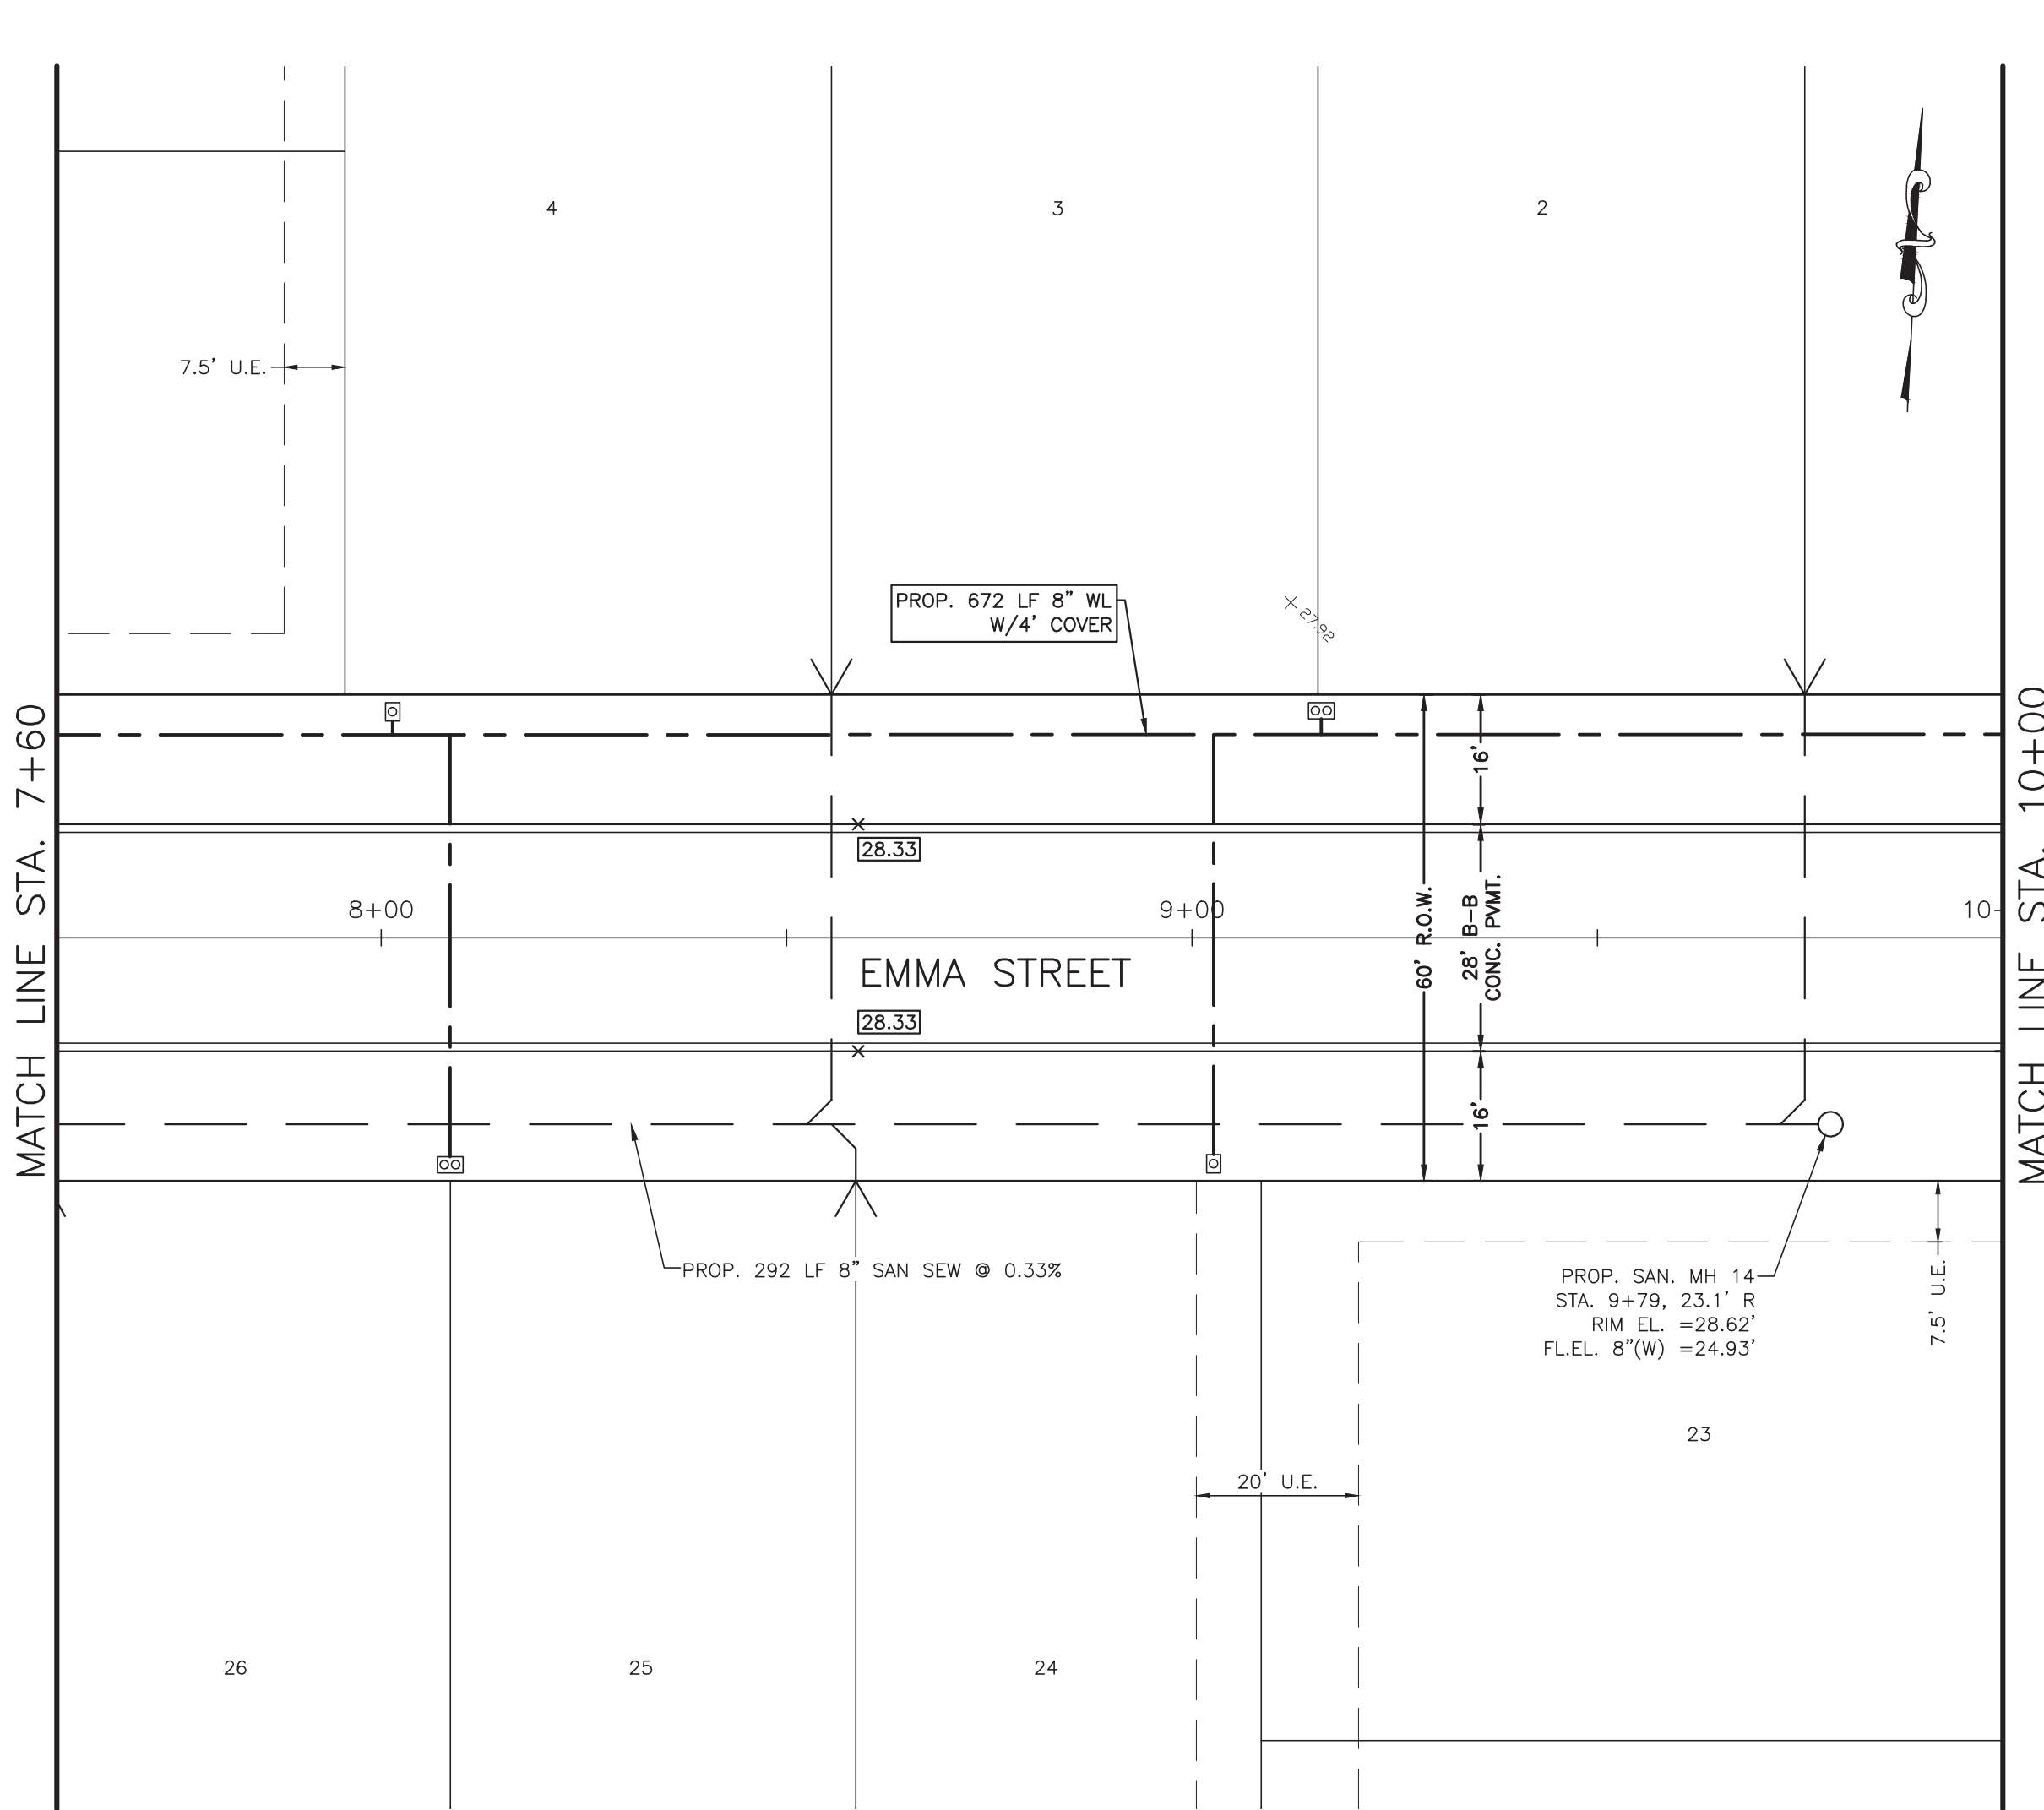 4
3
2
7.5' U.E.
PROP. 672 LF 8" WL
W/4' COVER
27.92
MATCH LINE STA. 7+60
MATCH LINE STA. 10+00
16'
28.33
8+00
9+00
10
60' R.O.W.
28' B-B
CONC. PVMT.
EMMA STREET
28.33
16'
PROP. 292 LF 8" SAN SEW @ 0.33%
PROP. SAN. MH 14
STA. 9+79, 23.1' R
RIM EL. =28.62'
FL.EL. 8"(W) =24.93'
7.5' U.E.
23
20' U.E.
26
25
24